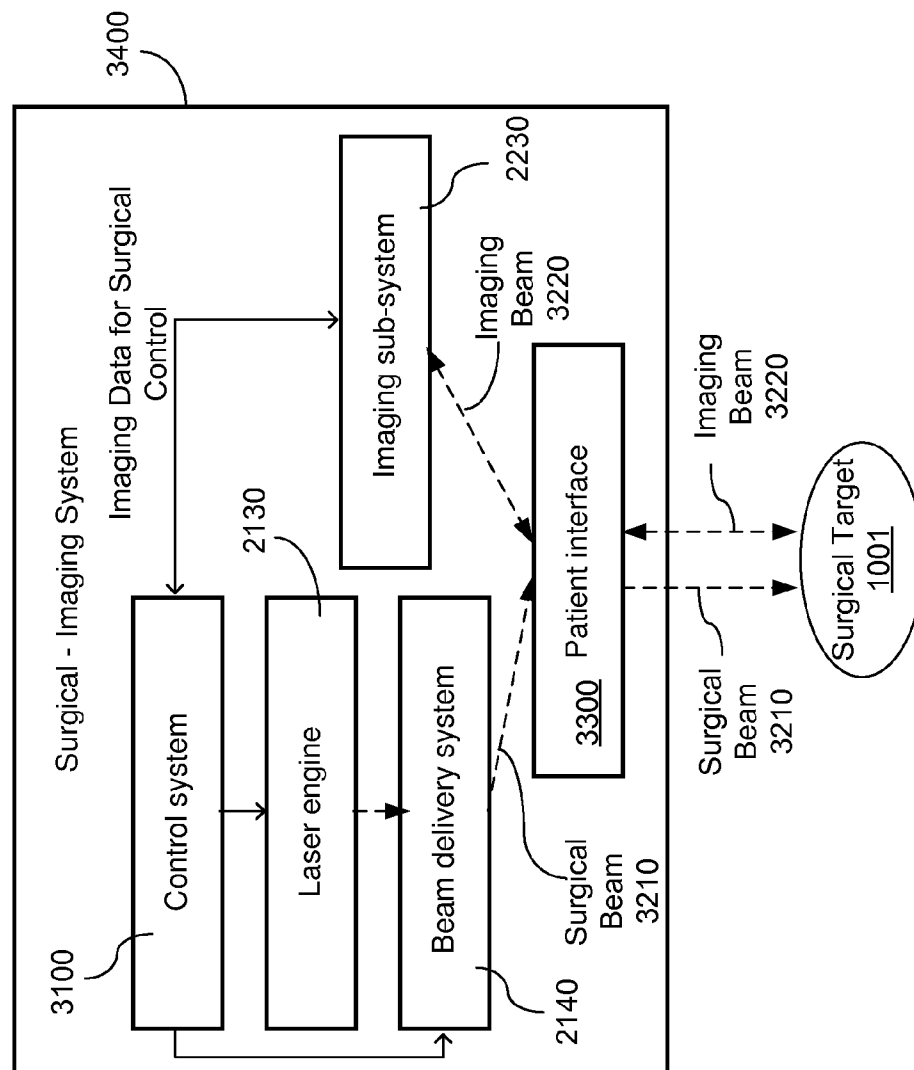 Surgical - Imaging System
3400
Imaging Data for Surgical
Control
3100
Control system
2130
Laser engine
Beam delivery system
2140
Imaging sub-system
2230
Imaging
Beam
3220
Surgical
Beam
3210
Patient interface
3300
Surgical
Beam
3210
Imaging
Beam
3220
Surgical Target
1001